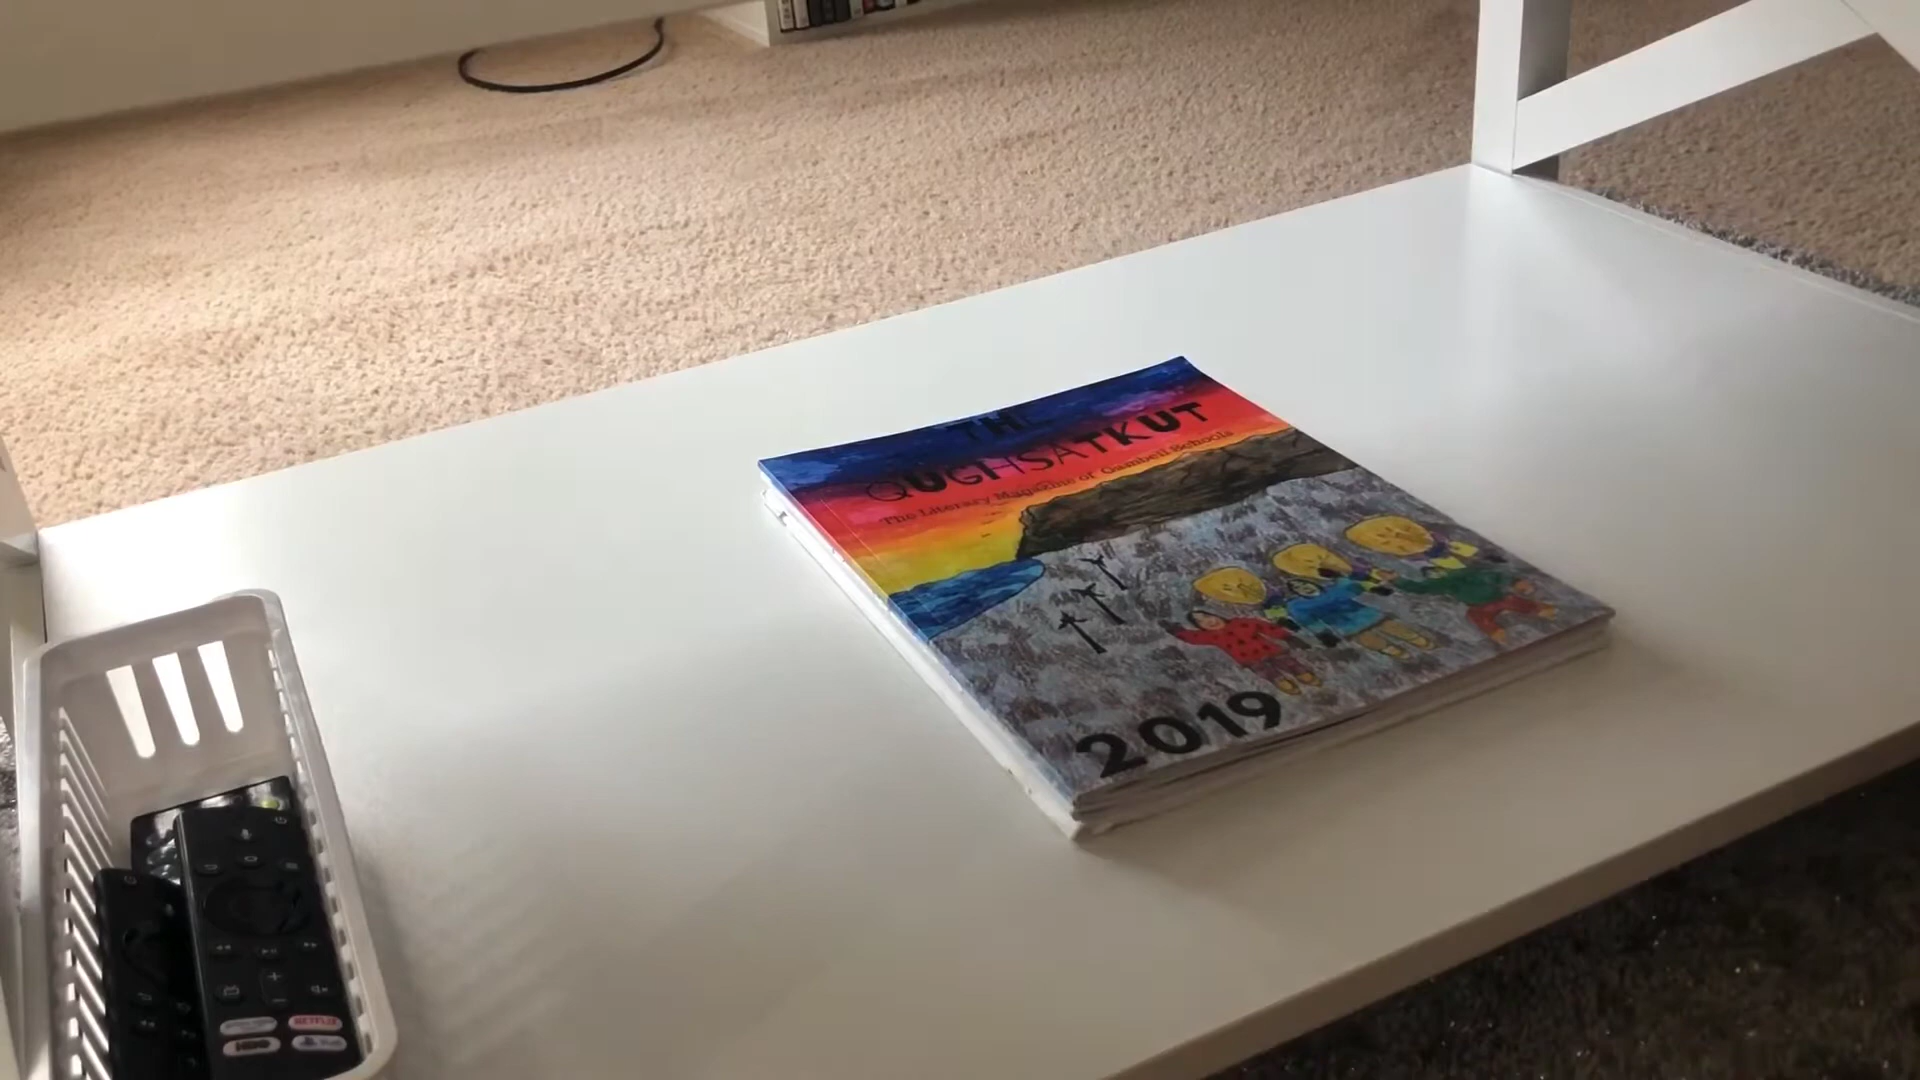 THE
QUGHSATKUT
The Literary Magazine of Gambell Schools
2019
NETFLIX
HBO